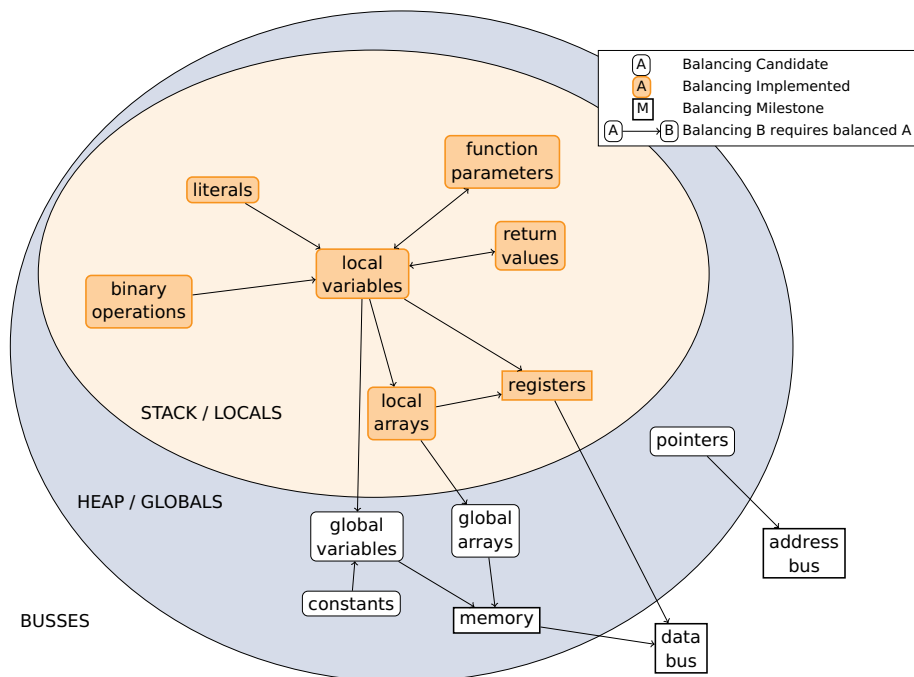 A Balancing Candidate
A Balancing Implemented
M Balancing Milestone
A B Balancing B requires balanced A
function
parameters
literals
return
values
local
variables
binary
operations
registers
local
arrays
STACK / LOCALS
pointers
HEAP / GLOBALS
global
variables
global
arrays
address
bus
constants
memory
BUSSES
data
bus